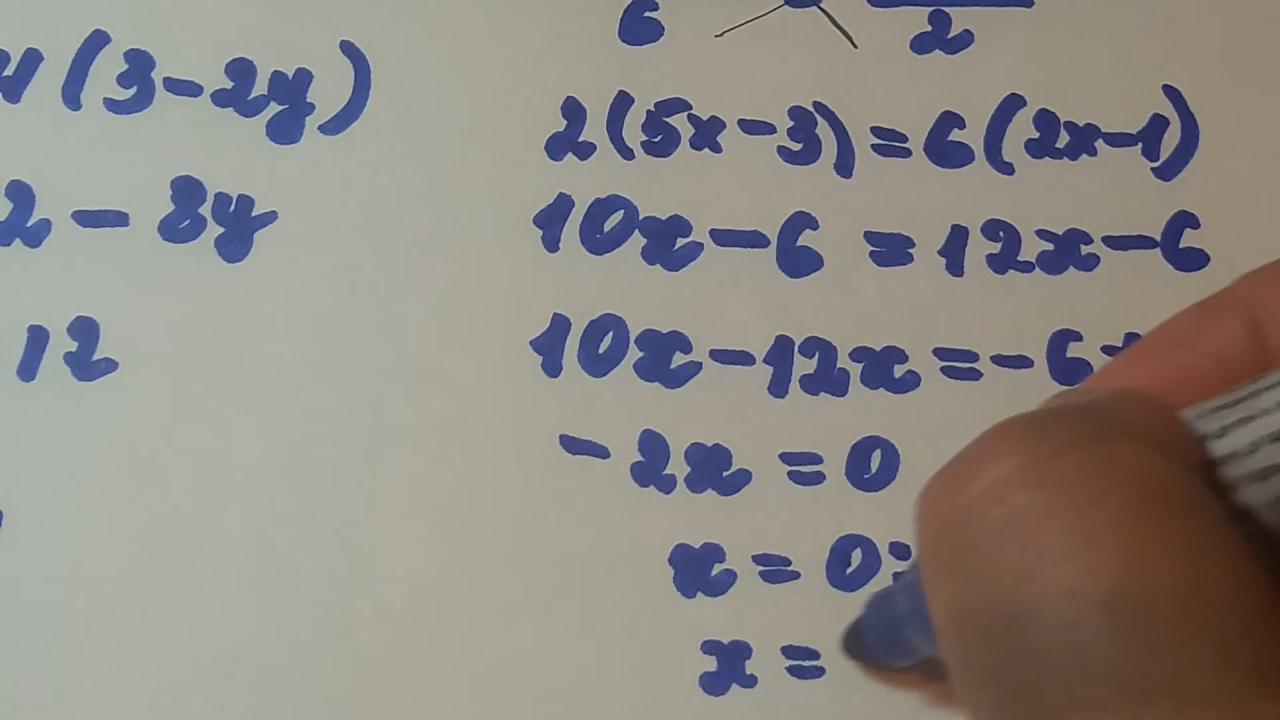 4(3-2y)
2 - 8y
12
6 2
2(5x-3)=6(2x-1)
10x-6=12x-6
10x-12x=-6+
-2x=0
x=0:
x=